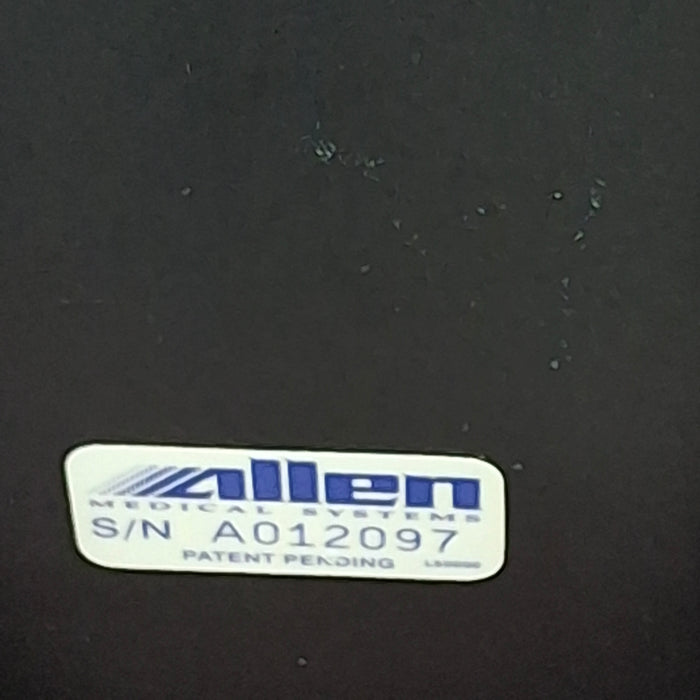 Allen
MEDICAL SYSTEMS
S/N A012097
PATENT PENDING